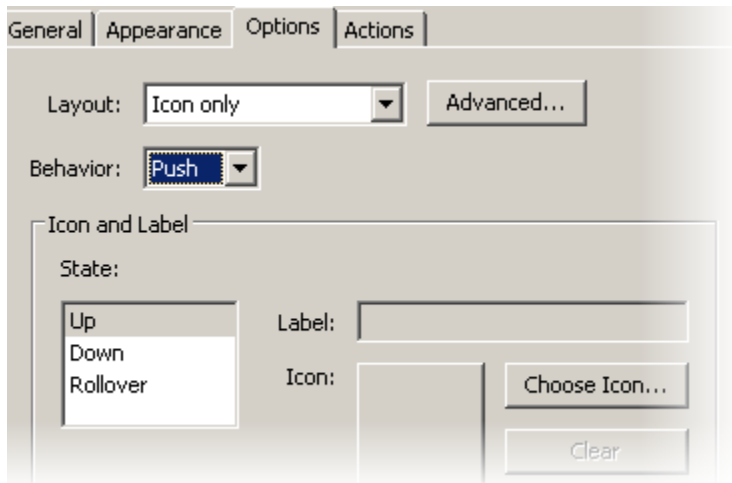 General Appearance Options Actions
Layout: Icon only Advanced...
Behavior: Push
Icon and Label
State:
Up
Down
Rollover
Label:
Icon: Choose Icon...
Clear